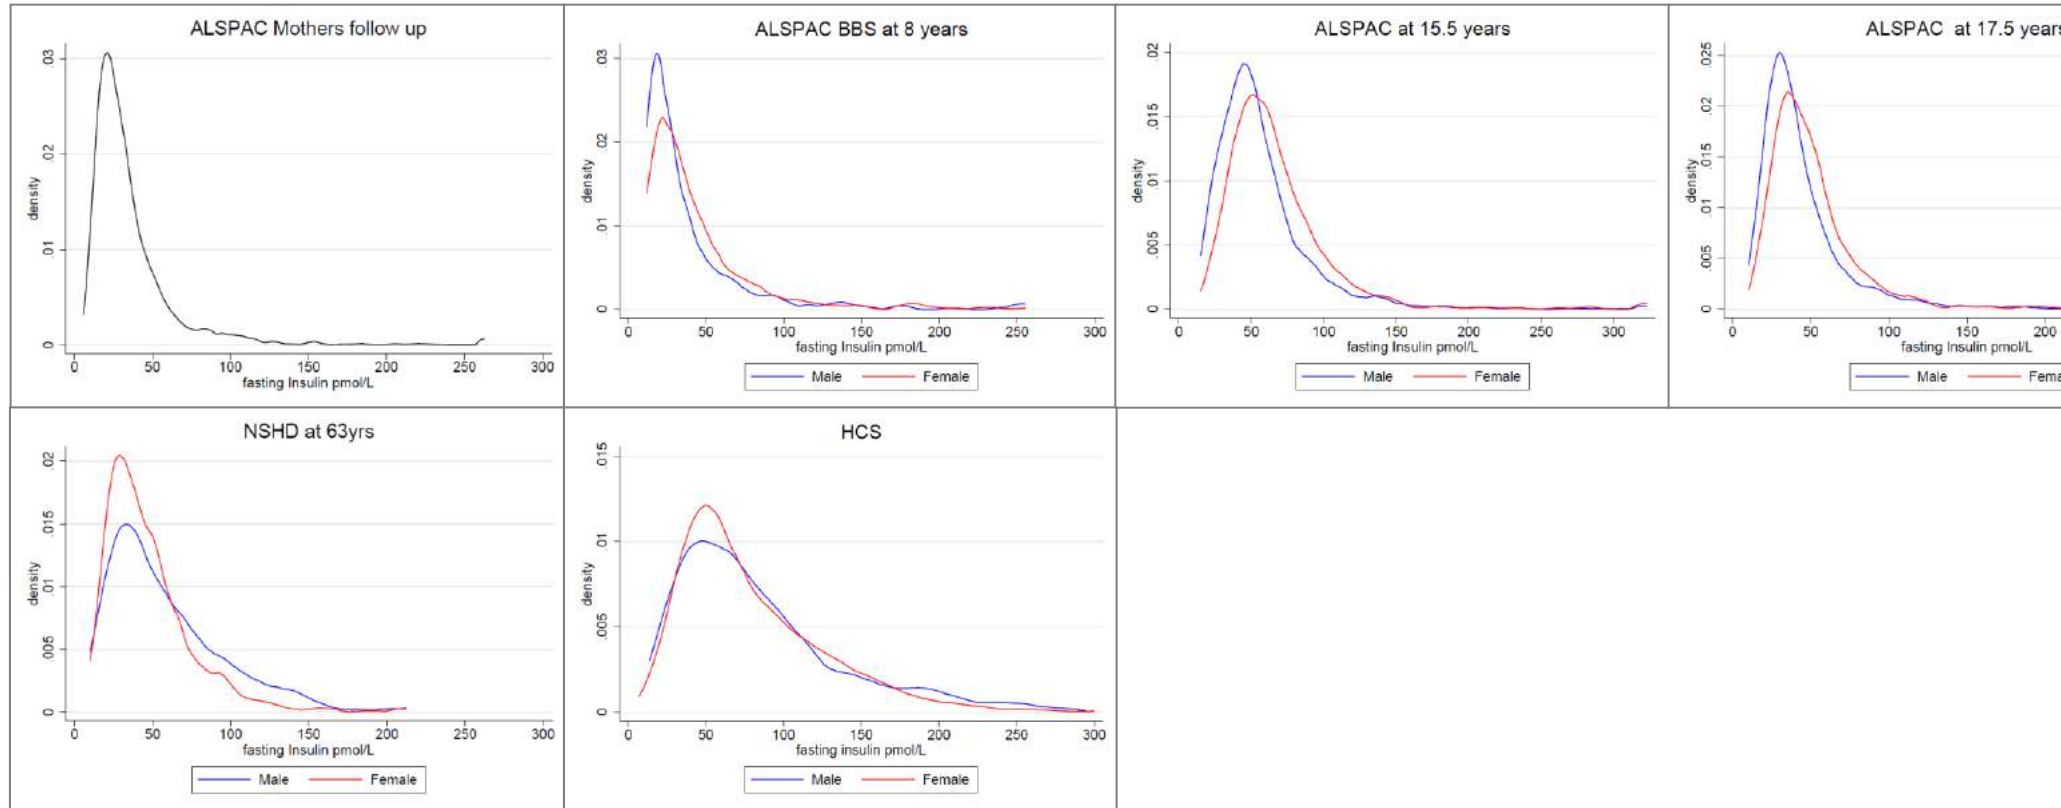 ALSPAC Mothers follow up
density
0 .01 .02 .03
0 50 100 150 200 250 300
fasting Insulin pmol/L
ALSPAC BBS at 8 years
density
0 .01 .02 .03
0 50 100 150 200 250 300
fasting Insulin pmol/L
Male Female
ALSPAC at 15.5 years
density
0 .005 .01 .015 .02
0 50 100 150 200 250 300
fasting Insulin pmol/L
Male Female
ALSPAC at 17.5 years
density
0 .005 .01 .015 .02 .025
0 50 100 150 200
fasting Insulin pmol/L
Male Fema
NSHD at 63yrs
density
0 .005 .01 .015 .02
0 50 100 150 200 250 300
fasting Insulin pmol/L
Male Female
HCS
density
0 .005 .01 .015
0 50 100 150 200 250 300
fasting insulin pmol/L
Male Female